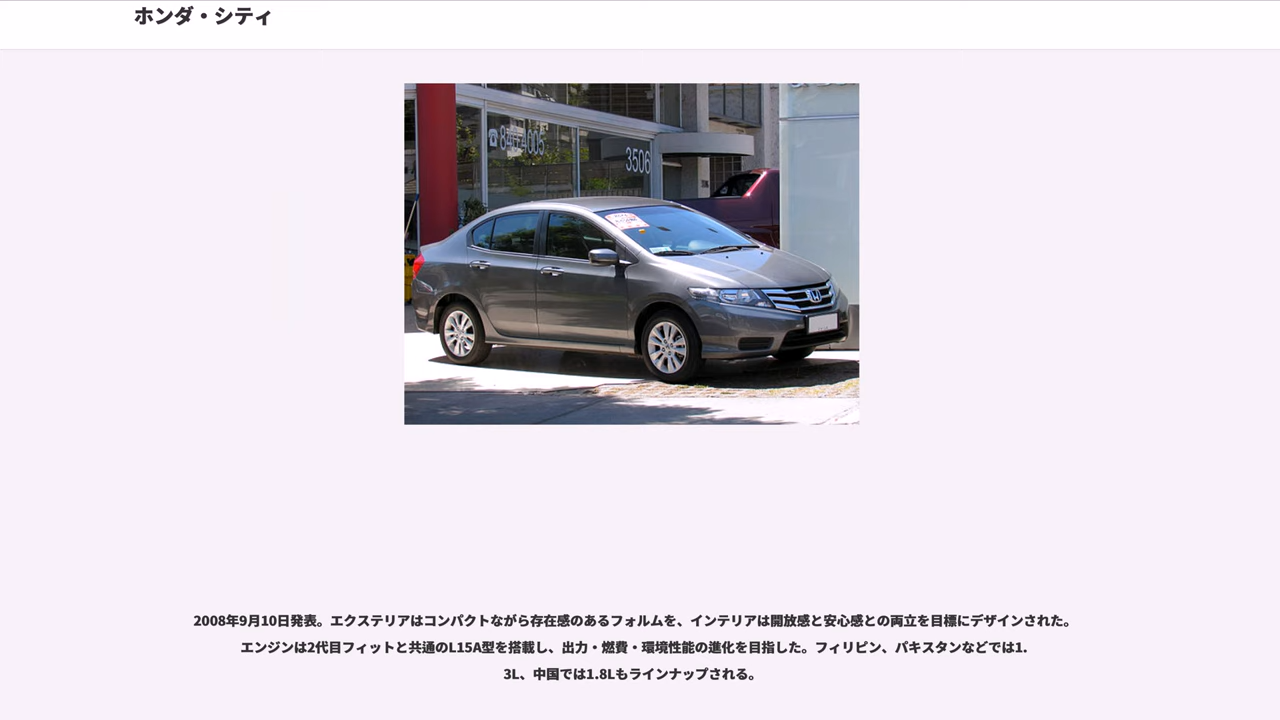 ホンダ・シティ
☎840 4005
3506
2008年9月10日発表。エクステリアはコンパクトながら存在感のあるフォルムを、インテリアは開放感と安心感との両立を目標にデザインされた。
エンジンは2代目フィットと共通のL15A型を搭載し、出力・燃費・環境性能の進化を目指した。フィリピン、パキスタンなどでは1.
3L、中国では1.8Lもラインナップされる。